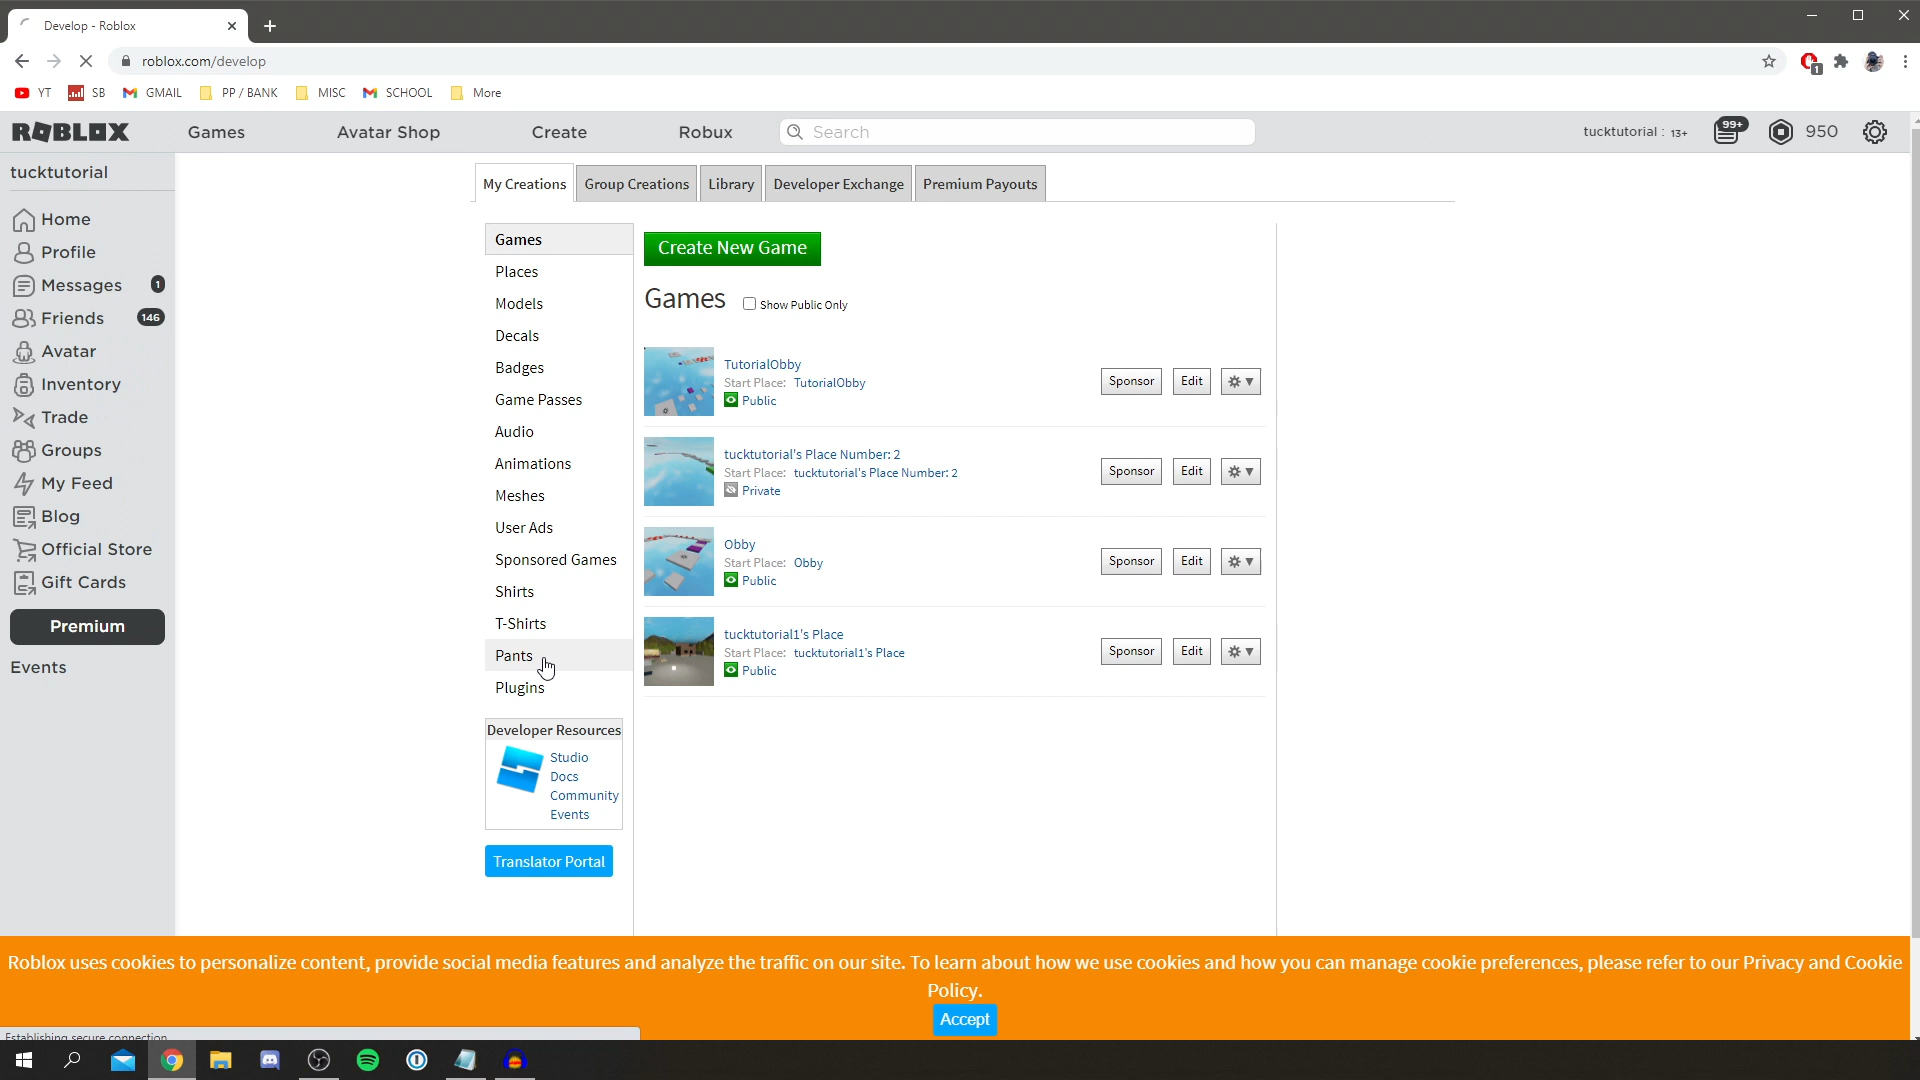 Develop - Roblox
roblox.com/develop
1
YT
SB
GMAIL
PP / BANK
MISC
SCHOOL
More
ROBLOX
Games
Avatar Shop
Create
Robux
Search
tucktutorial : 13+
99+
950
tucktutorial
Home
Profile
Messages 1
Friends 146
Avatar
Inventory
Trade
Groups
My Feed
Blog
Official Store
Gift Cards
Premium
Events
My Creations
Group Creations
Library
Developer Exchange
Premium Payouts
Games
Places
Models
Decals
Badges
Game Passes
Audio
Animations
Meshes
User Ads
Sponsored Games
Shirts
T-Shirts
Pants
Plugins
Developer Resources
Studio
Docs
Community
Events
Translator Portal
Create New Game
Games Show Public Only
TutorialObby
Start Place: TutorialObby
Public
Sponsor Edit
tucktutorial's Place Number: 2
Start Place: tucktutorial's Place Number: 2
Private
Sponsor Edit
Obby
Start Place: Obby
Public
Sponsor Edit
tucktutorial1's Place
Start Place: tucktutorial1's Place
Public
Sponsor Edit
Roblox uses cookies to personalize content, provide social media features and analyze the traffic on our site. To learn about how we use cookies and how you can manage cookie preferences, please refer to our Privacy and Cookie
Policy.
Accept
Establishing secure connection